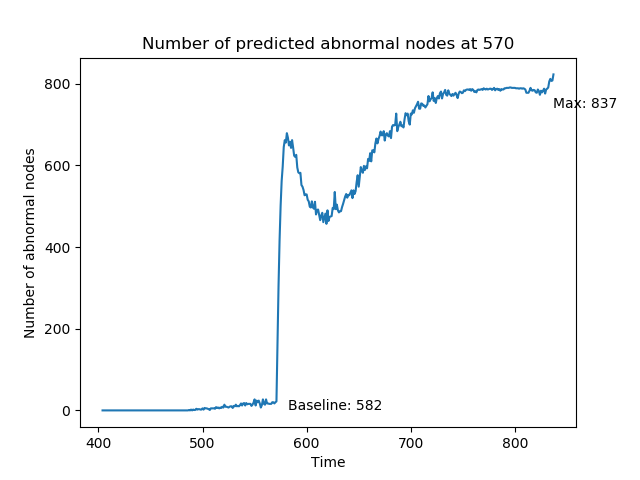 Number of predicted abnormal nodes at 570
Number of abnormal nodes
800
600
400
200
0
Max: 837
Baseline: 582
400 500 600 700 800
Time